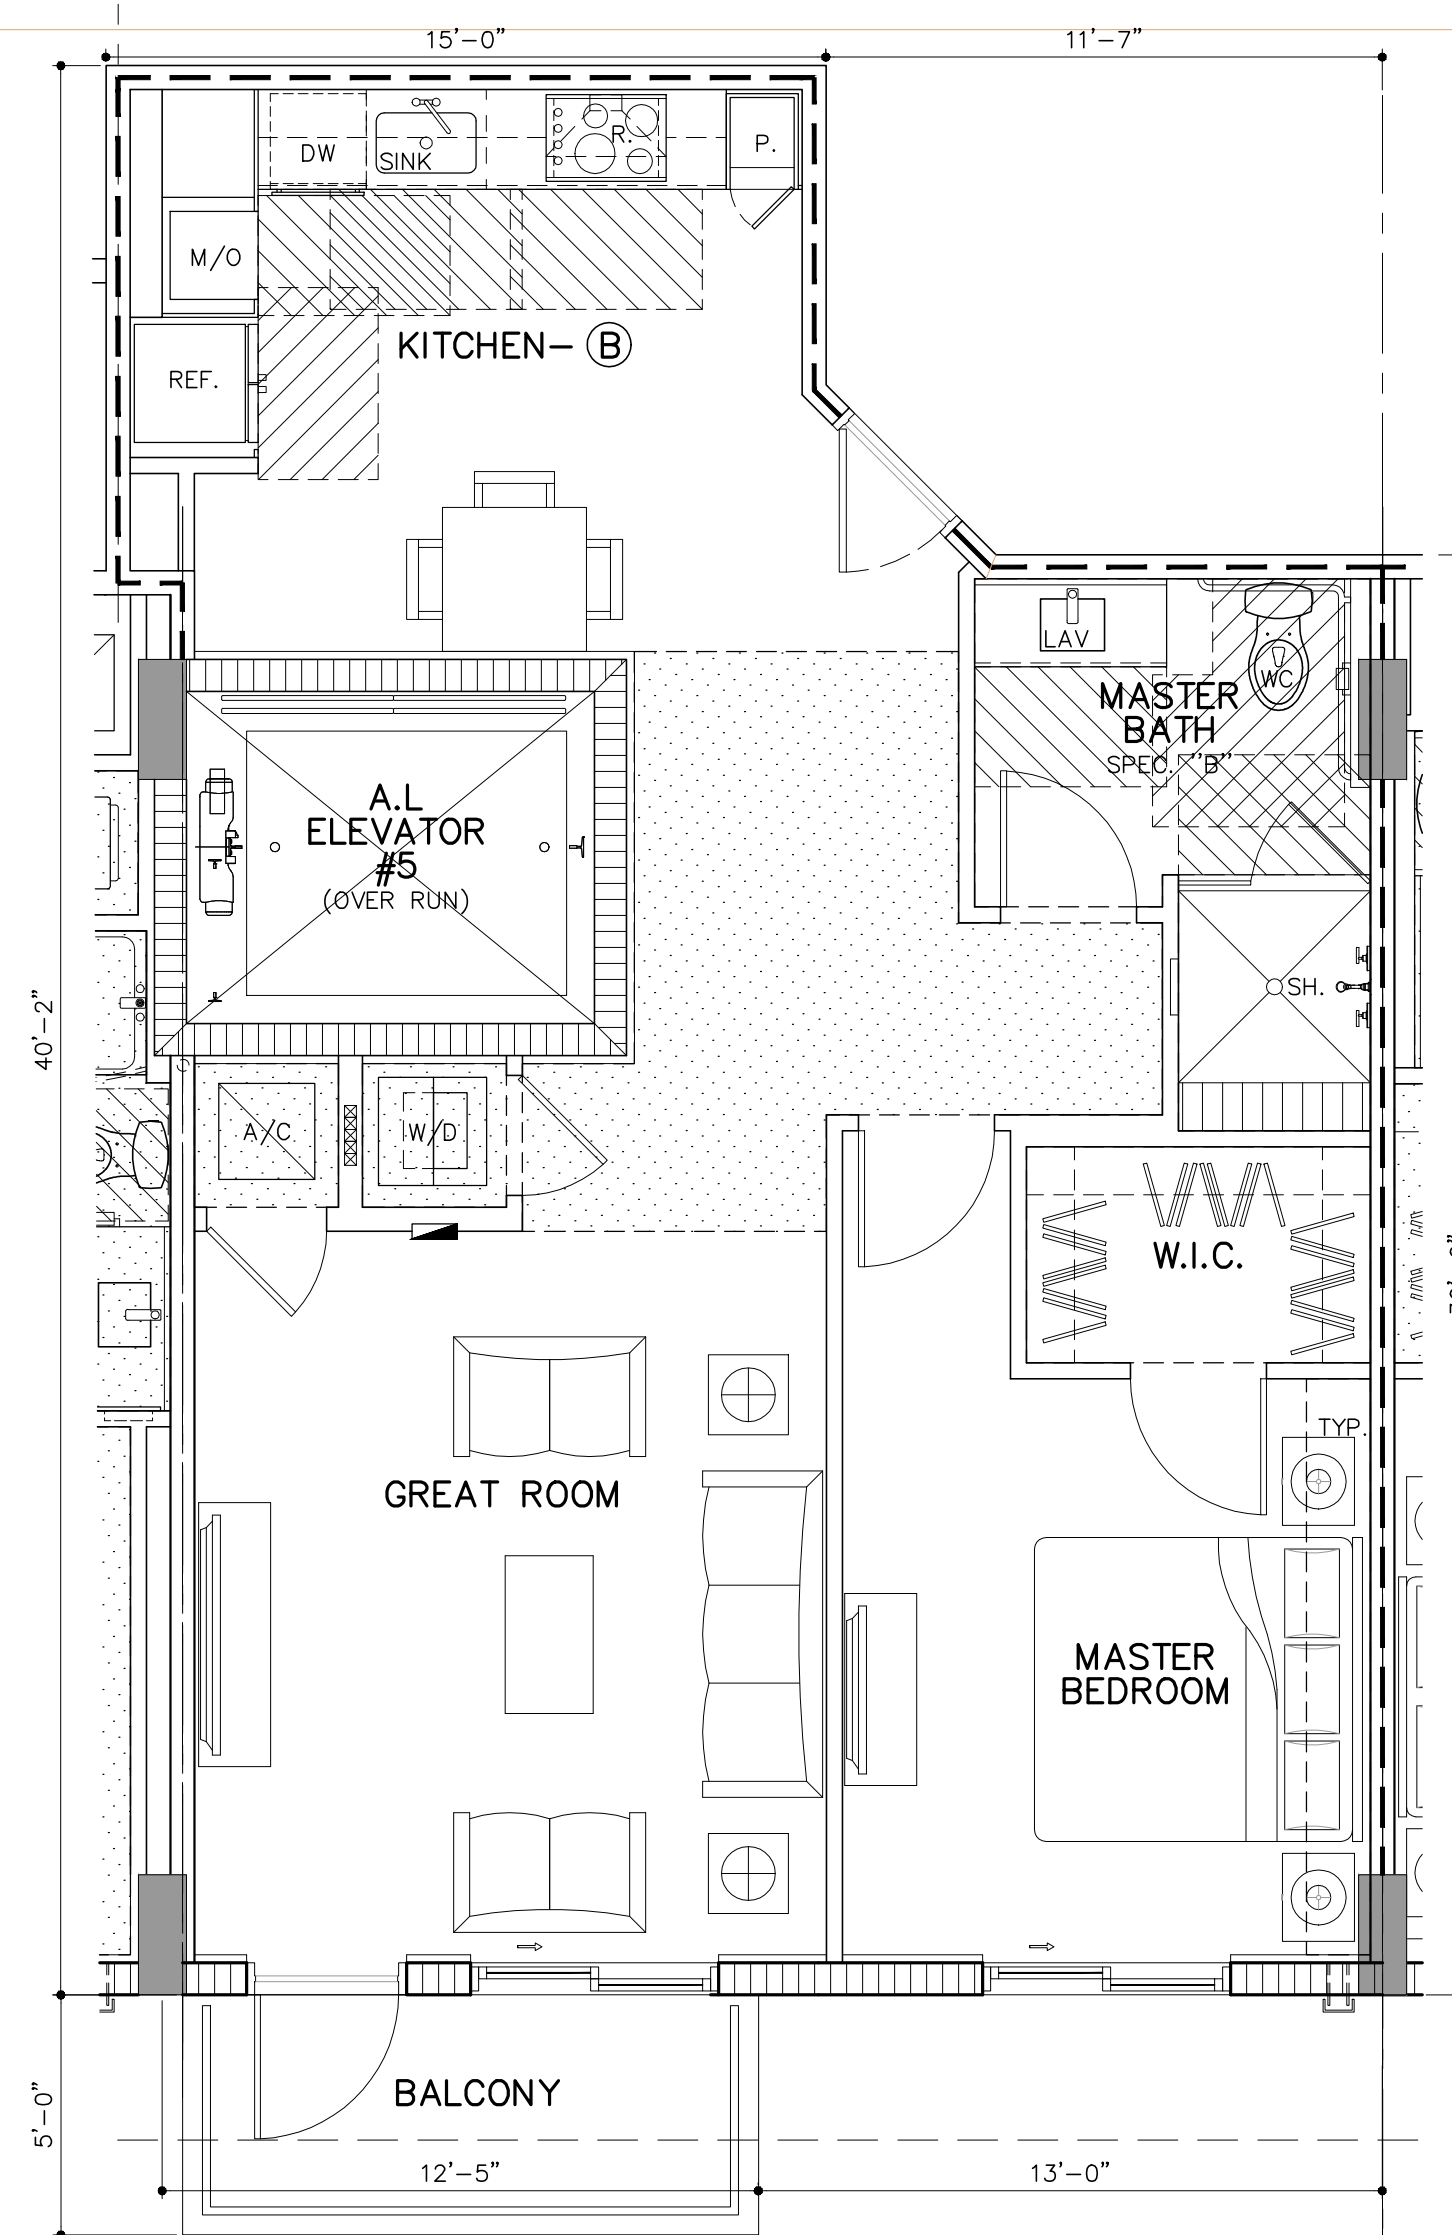 15'-0"
11'-7"
DW
SINK
R.
P.
M/O
KITCHEN-B
REF.
LAV
WC
MASTER
BATH
SPEC. "B"
A.L
ELEVATOR
#5
(OVER RUN)
SH.
40'-2"
A/C
W/D
W.I.C.
TYP.
GREAT ROOM
MASTER
BEDROOM
BALCONY
5'-0"
12'-5"
13'-0"